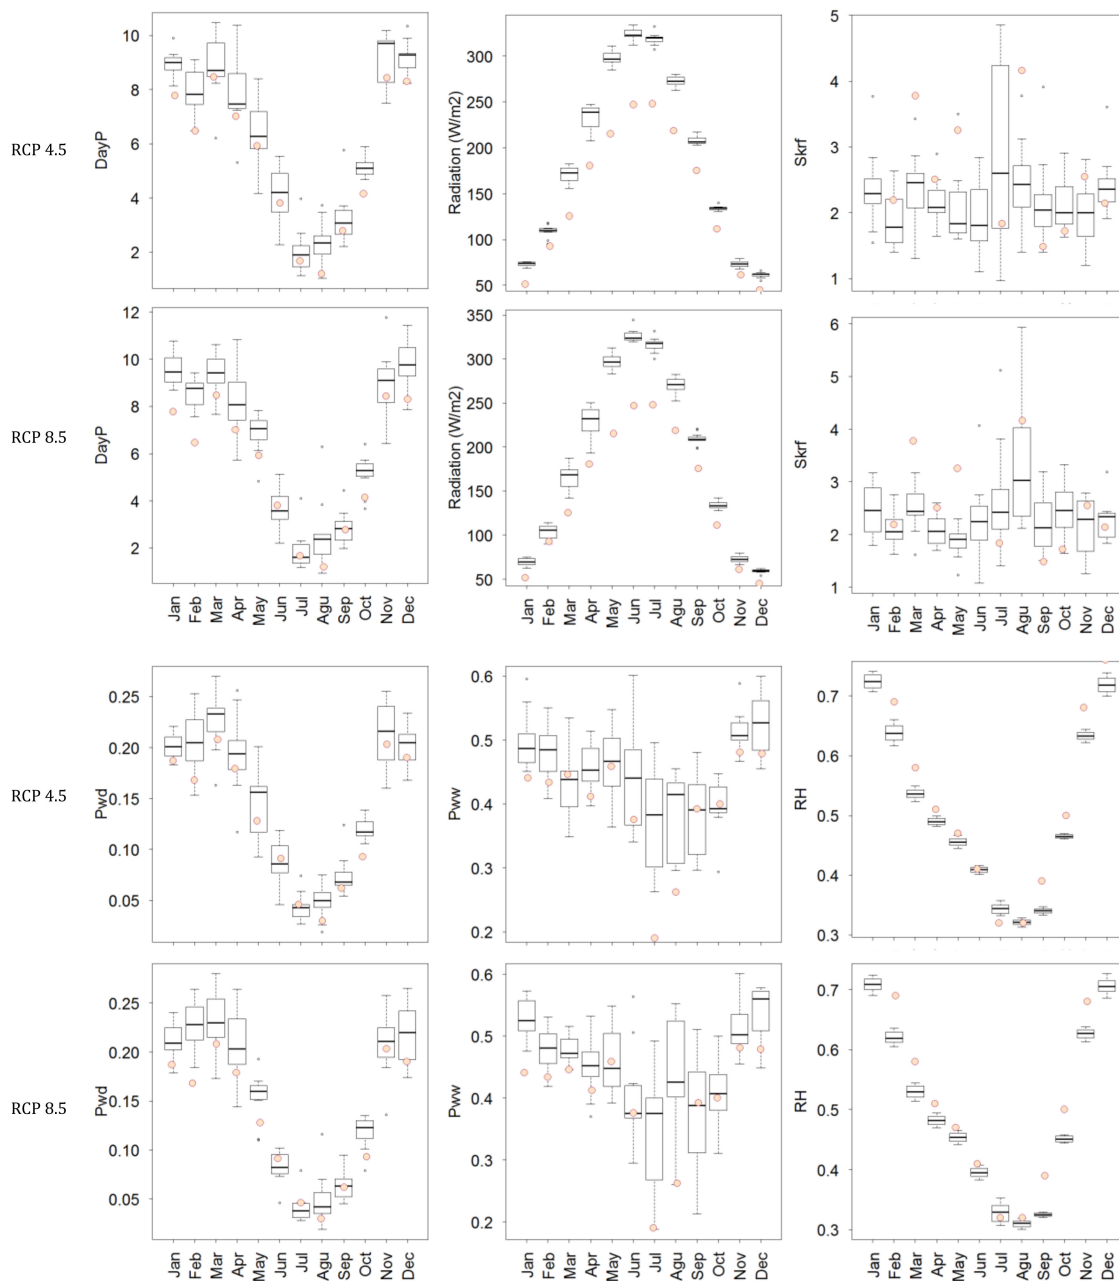 RCP 4.5
DayP
10
8
6
4
2
Radiation (W/m2)
300
250
200
150
100
50
Skrf
5
4
3
2
1
RCP 8.5
DayP
12
10
8
6
4
2
Jan Feb Mar Apr May Jun Jul Agu Sep Oct Nov Dec
Radiation (W/m2)
350
300
250
200
150
100
50
Jan Feb Mar Apr May Jun Jul Agu Sep Oct Nov Dec
Skrf
6
5
4
3
2
1
Jan Feb Mar Apr May Jun Jul Agu Sep Oct Nov Dec
RCP 4.5
Pwd
0.25
0.20
0.15
0.10
0.05
Pww
0.6
0.5
0.4
0.3
0.2
RH
0.7
0.6
0.5
0.4
0.3
RCP 8.5
Pwd
0.25
0.20
0.15
0.10
0.05
Jan Feb Mar Apr May Jun Jul Agu Sep Oct Nov Dec
Pww
0.6
0.5
0.4
0.3
0.2
Jan Feb Mar Apr May Jun Jul Agu Sep Oct Nov Dec
RH
0.7
0.6
0.5
0.4
0.3
Jan Feb Mar Apr May Jun Jul Agu Sep Oct Nov Dec